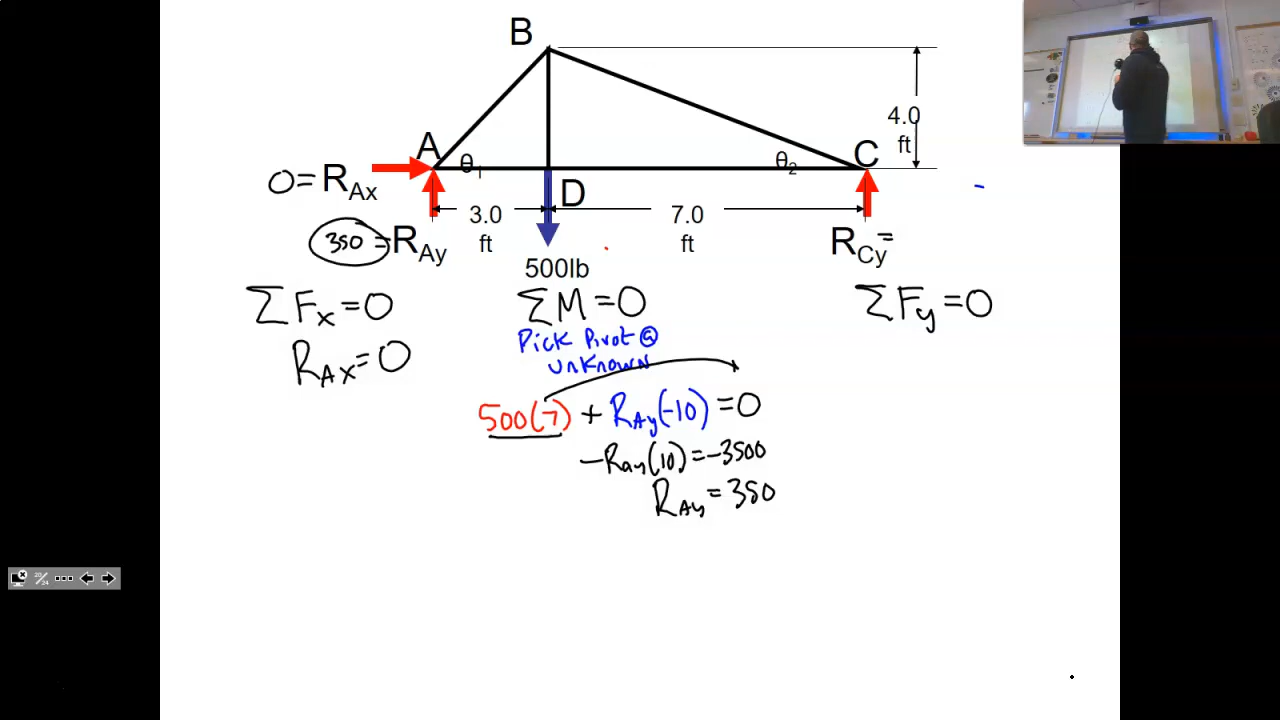 B
4.0
ft
A
θ1
θ2
C
0=RAx
D
3.0
ft
7.0
ft
350=RAy
RCy=
500lb
ΣFx=0
ΣM=0
ΣFy=0
RAx=0
Pick Pivot @
unknown
500(7)+RAy(-10)=0
-RAy(10)=-3500
RAy=350
20/24